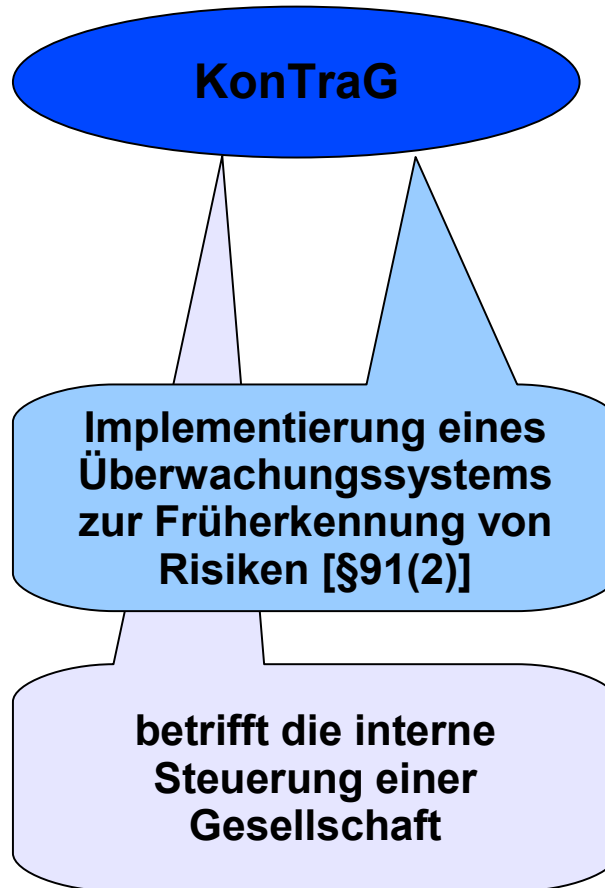 KonTraG
Implementierung eines
Überwachungssystems
zur Früherkennung von
Risiken [§91(2)]
betrifft die interne
Steuerung einer
Gesellschaft